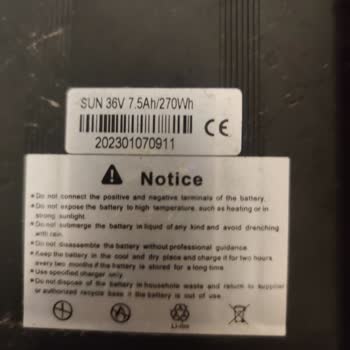 SUN 36V 7.5Ah/270Wh
202301070911
CE
Notice
• Do not connect the positive and negative terminals of the battery.
• Do not expose the battery to high temperature, such as heating or in
strong sunlight.
• Do not submerge the battery in liquid of any kind and avoid drenching
with rain.
• Do not disassemble the battery without professional guidance.
• Keep the battery in the cool and dry place and charge it for two hours
every two months if the battery is stored for a long time.
• Use specified charger only.
• Do not dispose of the battery in household waste and return to supplier
or authorized recycle base it the battery is out of use.
Li-ion